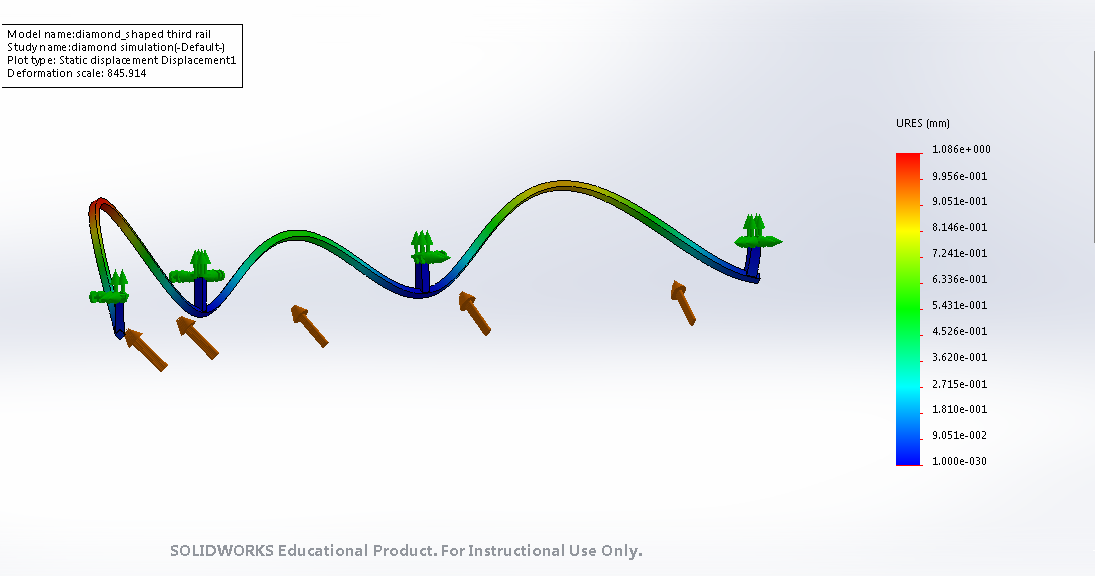 Model name:diamond_shaped third rail
Study name:diamond simulation(-Default-)
Plot type: Static displacement Displacement1
Deformation scale: 845.914
URES (mm)
1.086e+000
9.956e-001
9.051e-001
8.146e-001
7.241e-001
6.336e-001
5.431e-001
4.526e-001
3.620e-001
2.715e-001
1.810e-001
9.051e-002
1.000e-030
SOLIDWORKS Educational Product. For Instructional Use Only.